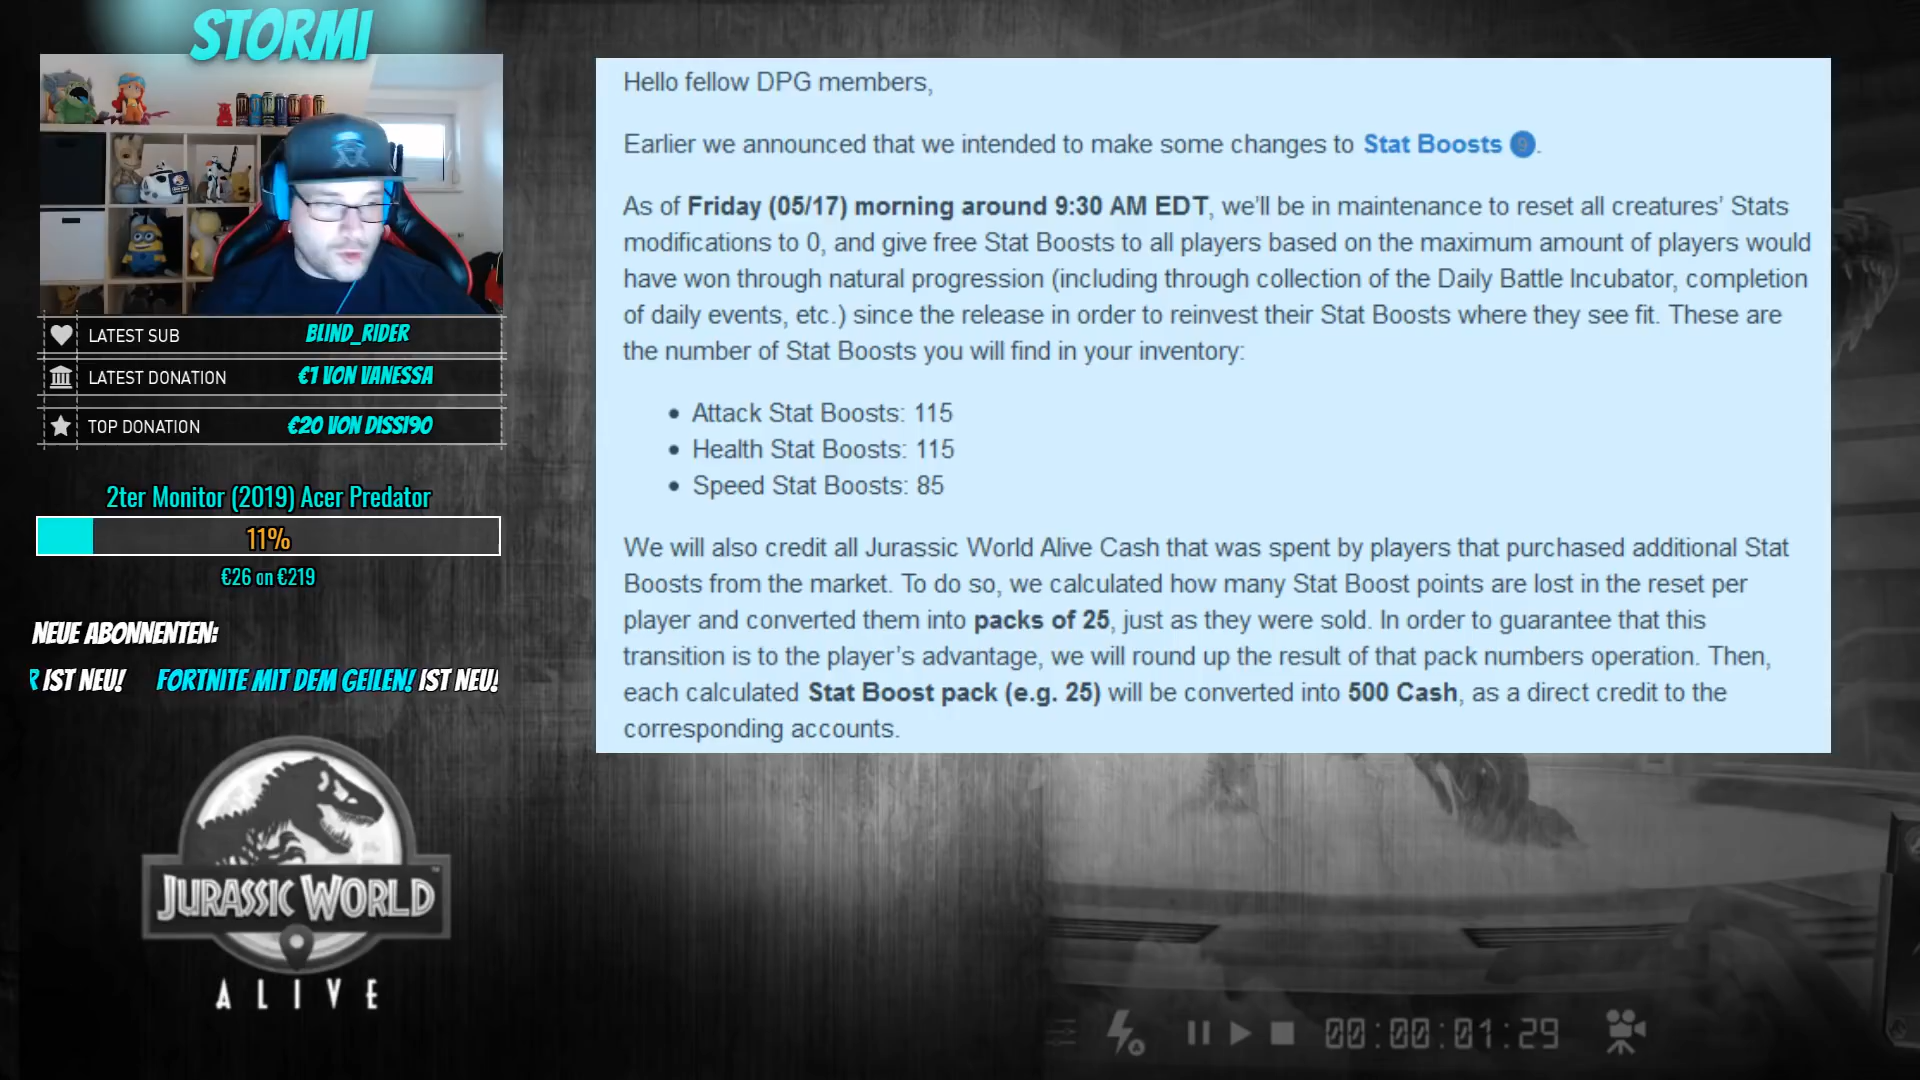 STORMI
LATEST SUB
BLIND_RIDER
LATEST DONATION
€1 VON VANESSA
TOP DONATION
€20 VON DISSI90
2ter Monitor (2019) Acer Predator
11%
€26 on €219
NEUE ABONNENTEN:
R IST NEU! FORTNITE MIT DEM GEILEN! IST NEU!
JURASSIC WORLD
ALIVE
Hello fellow DPG members,
Earlier we announced that we intended to make some changes to Stat Boosts 9.
As of Friday (05/17) morning around 9:30 AM EDT, we'll be in maintenance to reset all creatures' Stats
modifications to 0, and give free Stat Boosts to all players based on the maximum amount of players would
have won through natural progression (including through collection of the Daily Battle Incubator, completion
of daily events, etc.) since the release in order to reinvest their Stat Boosts where they see fit. These are
the number of Stat Boosts you will find in your inventory:
• Attack Stat Boosts: 115
• Health Stat Boosts: 115
• Speed Stat Boosts: 85
We will also credit all Jurassic World Alive Cash that was spent by players that purchased additional Stat
Boosts from the market. To do so, we calculated how many Stat Boost points are lost in the reset per
player and converted them into packs of 25, just as they were sold. In order to guarantee that this
transition is to the player's advantage, we will round up the result of that pack numbers operation. Then,
each calculated Stat Boost pack (e.g. 25) will be converted into 500 Cash, as a direct credit to the
corresponding accounts.
00:00:01:29